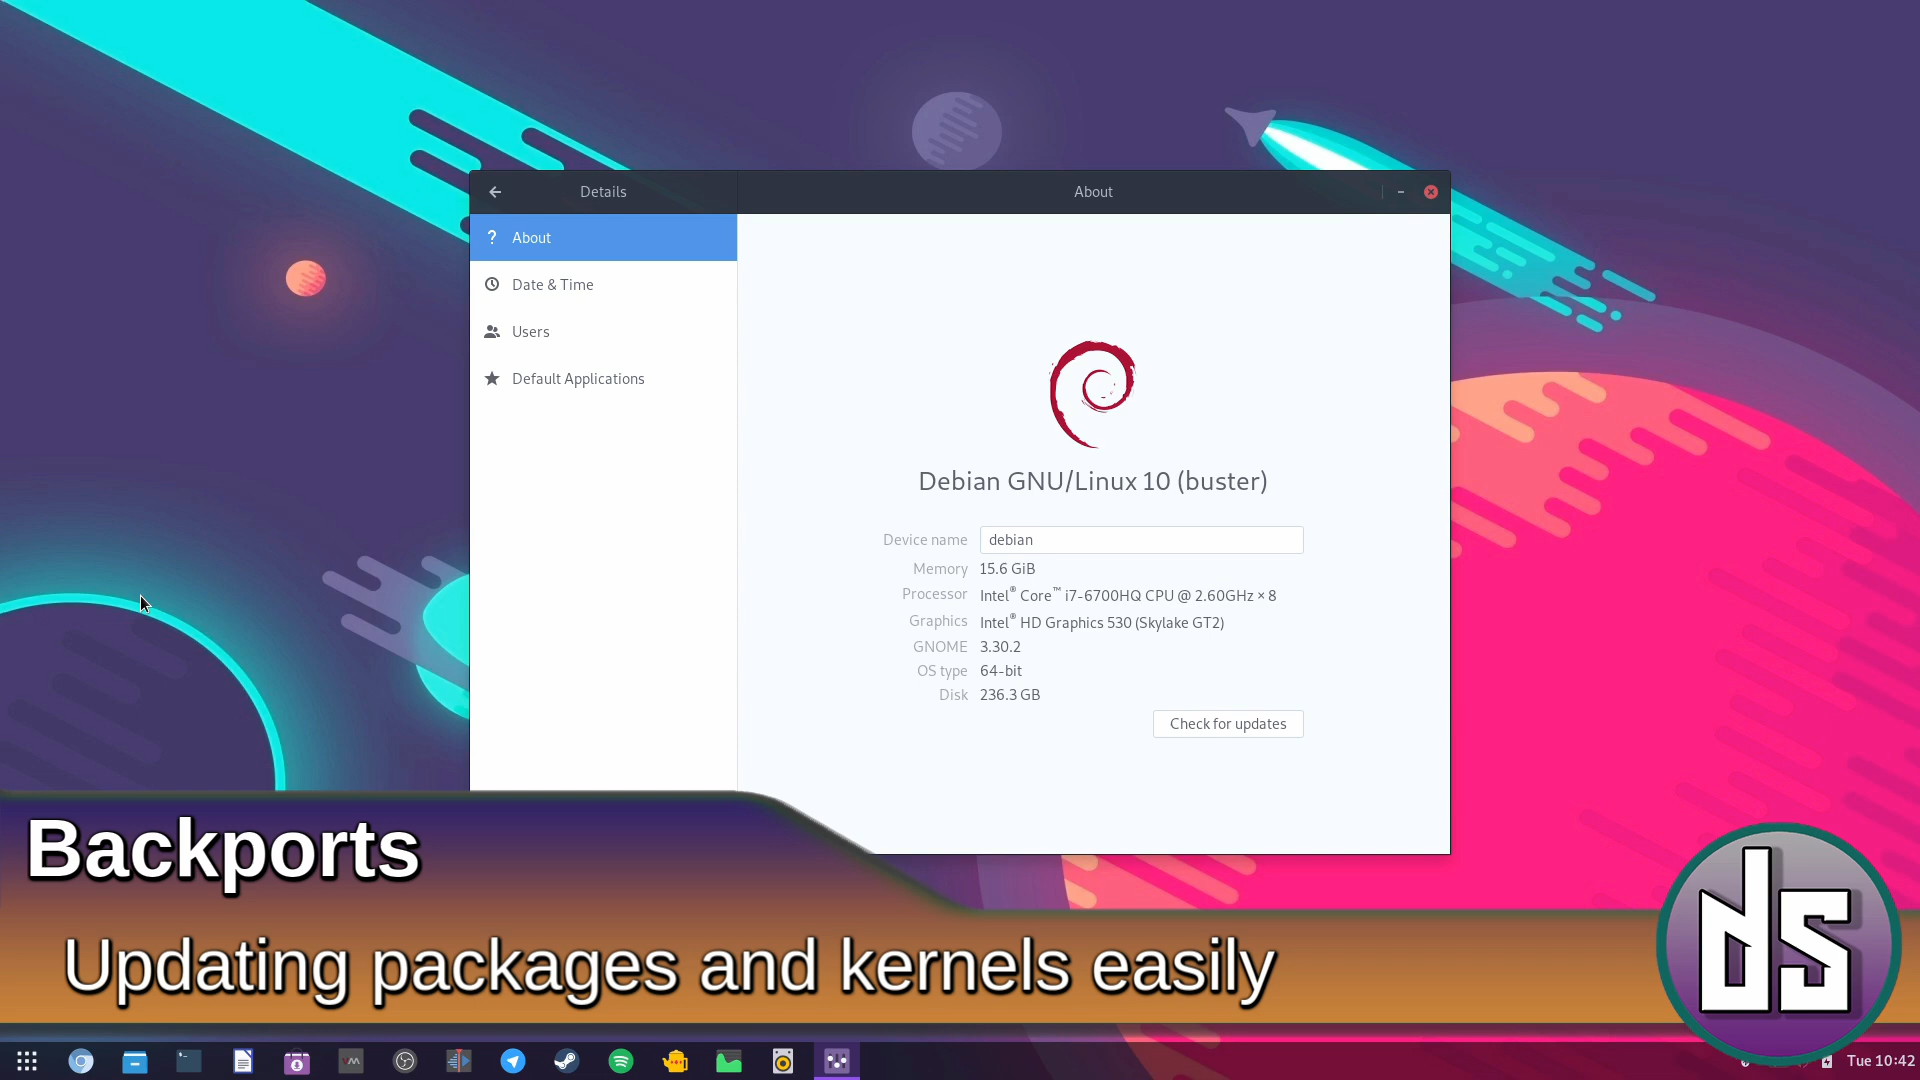 Details
About
? About
Date & Time
Users
Default Applications
Debian GNU/Linux 10 (buster)
Device name debian
Memory 15.6 GiB
Processor Intel® Core™ i7-6700HQ CPU @ 2.60GHz × 8
Graphics Intel® HD Graphics 530 (Skylake GT2)
GNOME 3.30.2
OS type 64-bit
Disk 236.3 GB
Check for updates
Backports
Updating packages and kernels easily
ds
VM
Tue 10:42